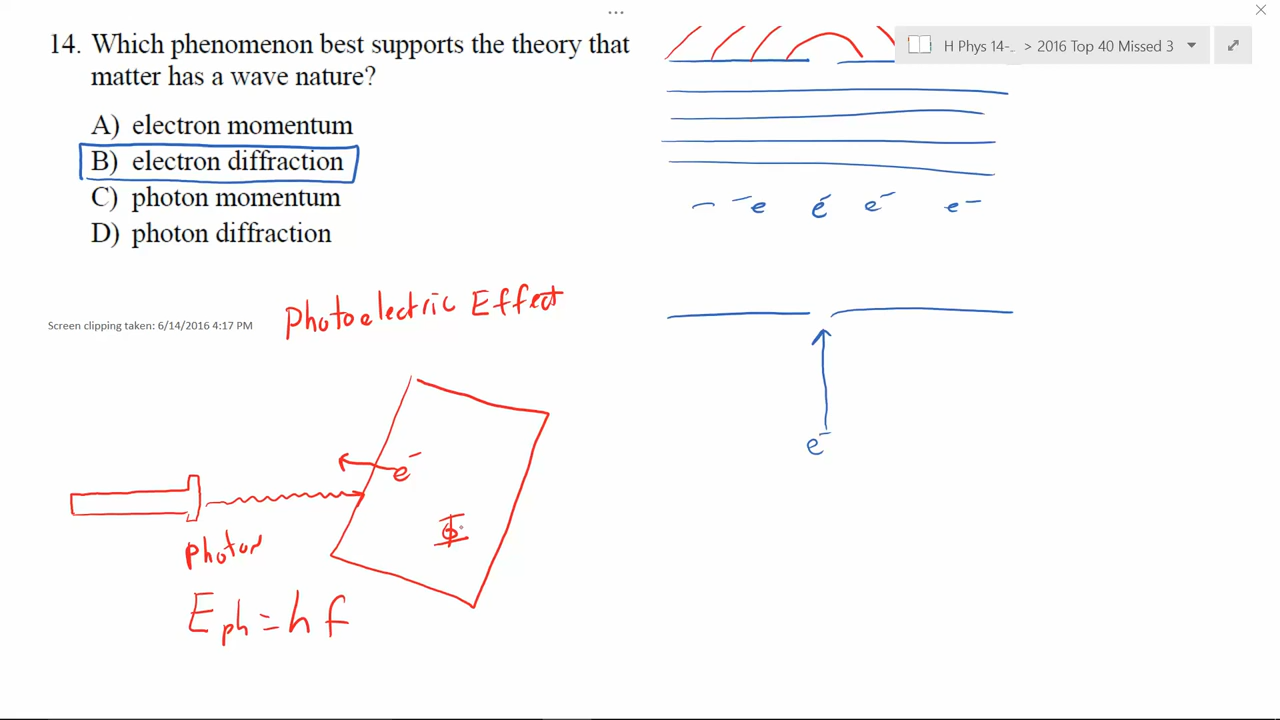 14. Which phenomenon best supports the theory that
matter has a wave nature?
A) electron momentum
B) electron diffraction
C) photon momentum
D) photon diffraction
Screen clipping taken: 6/14/2016 4:17 PM
Photoelectric Effect
e⁻
Φ
photon
E_ph = h f
H Phys 14-.. > 2016 Top 40 Missed 3
– ⁻e e⁻ e⁻ e⁻
e⁻